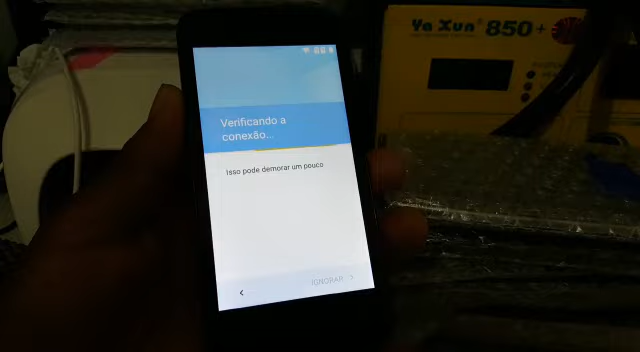 Ya Xun 850+
Verificando a
conexão...
Isso pode demorar um pouco
IGNORAR